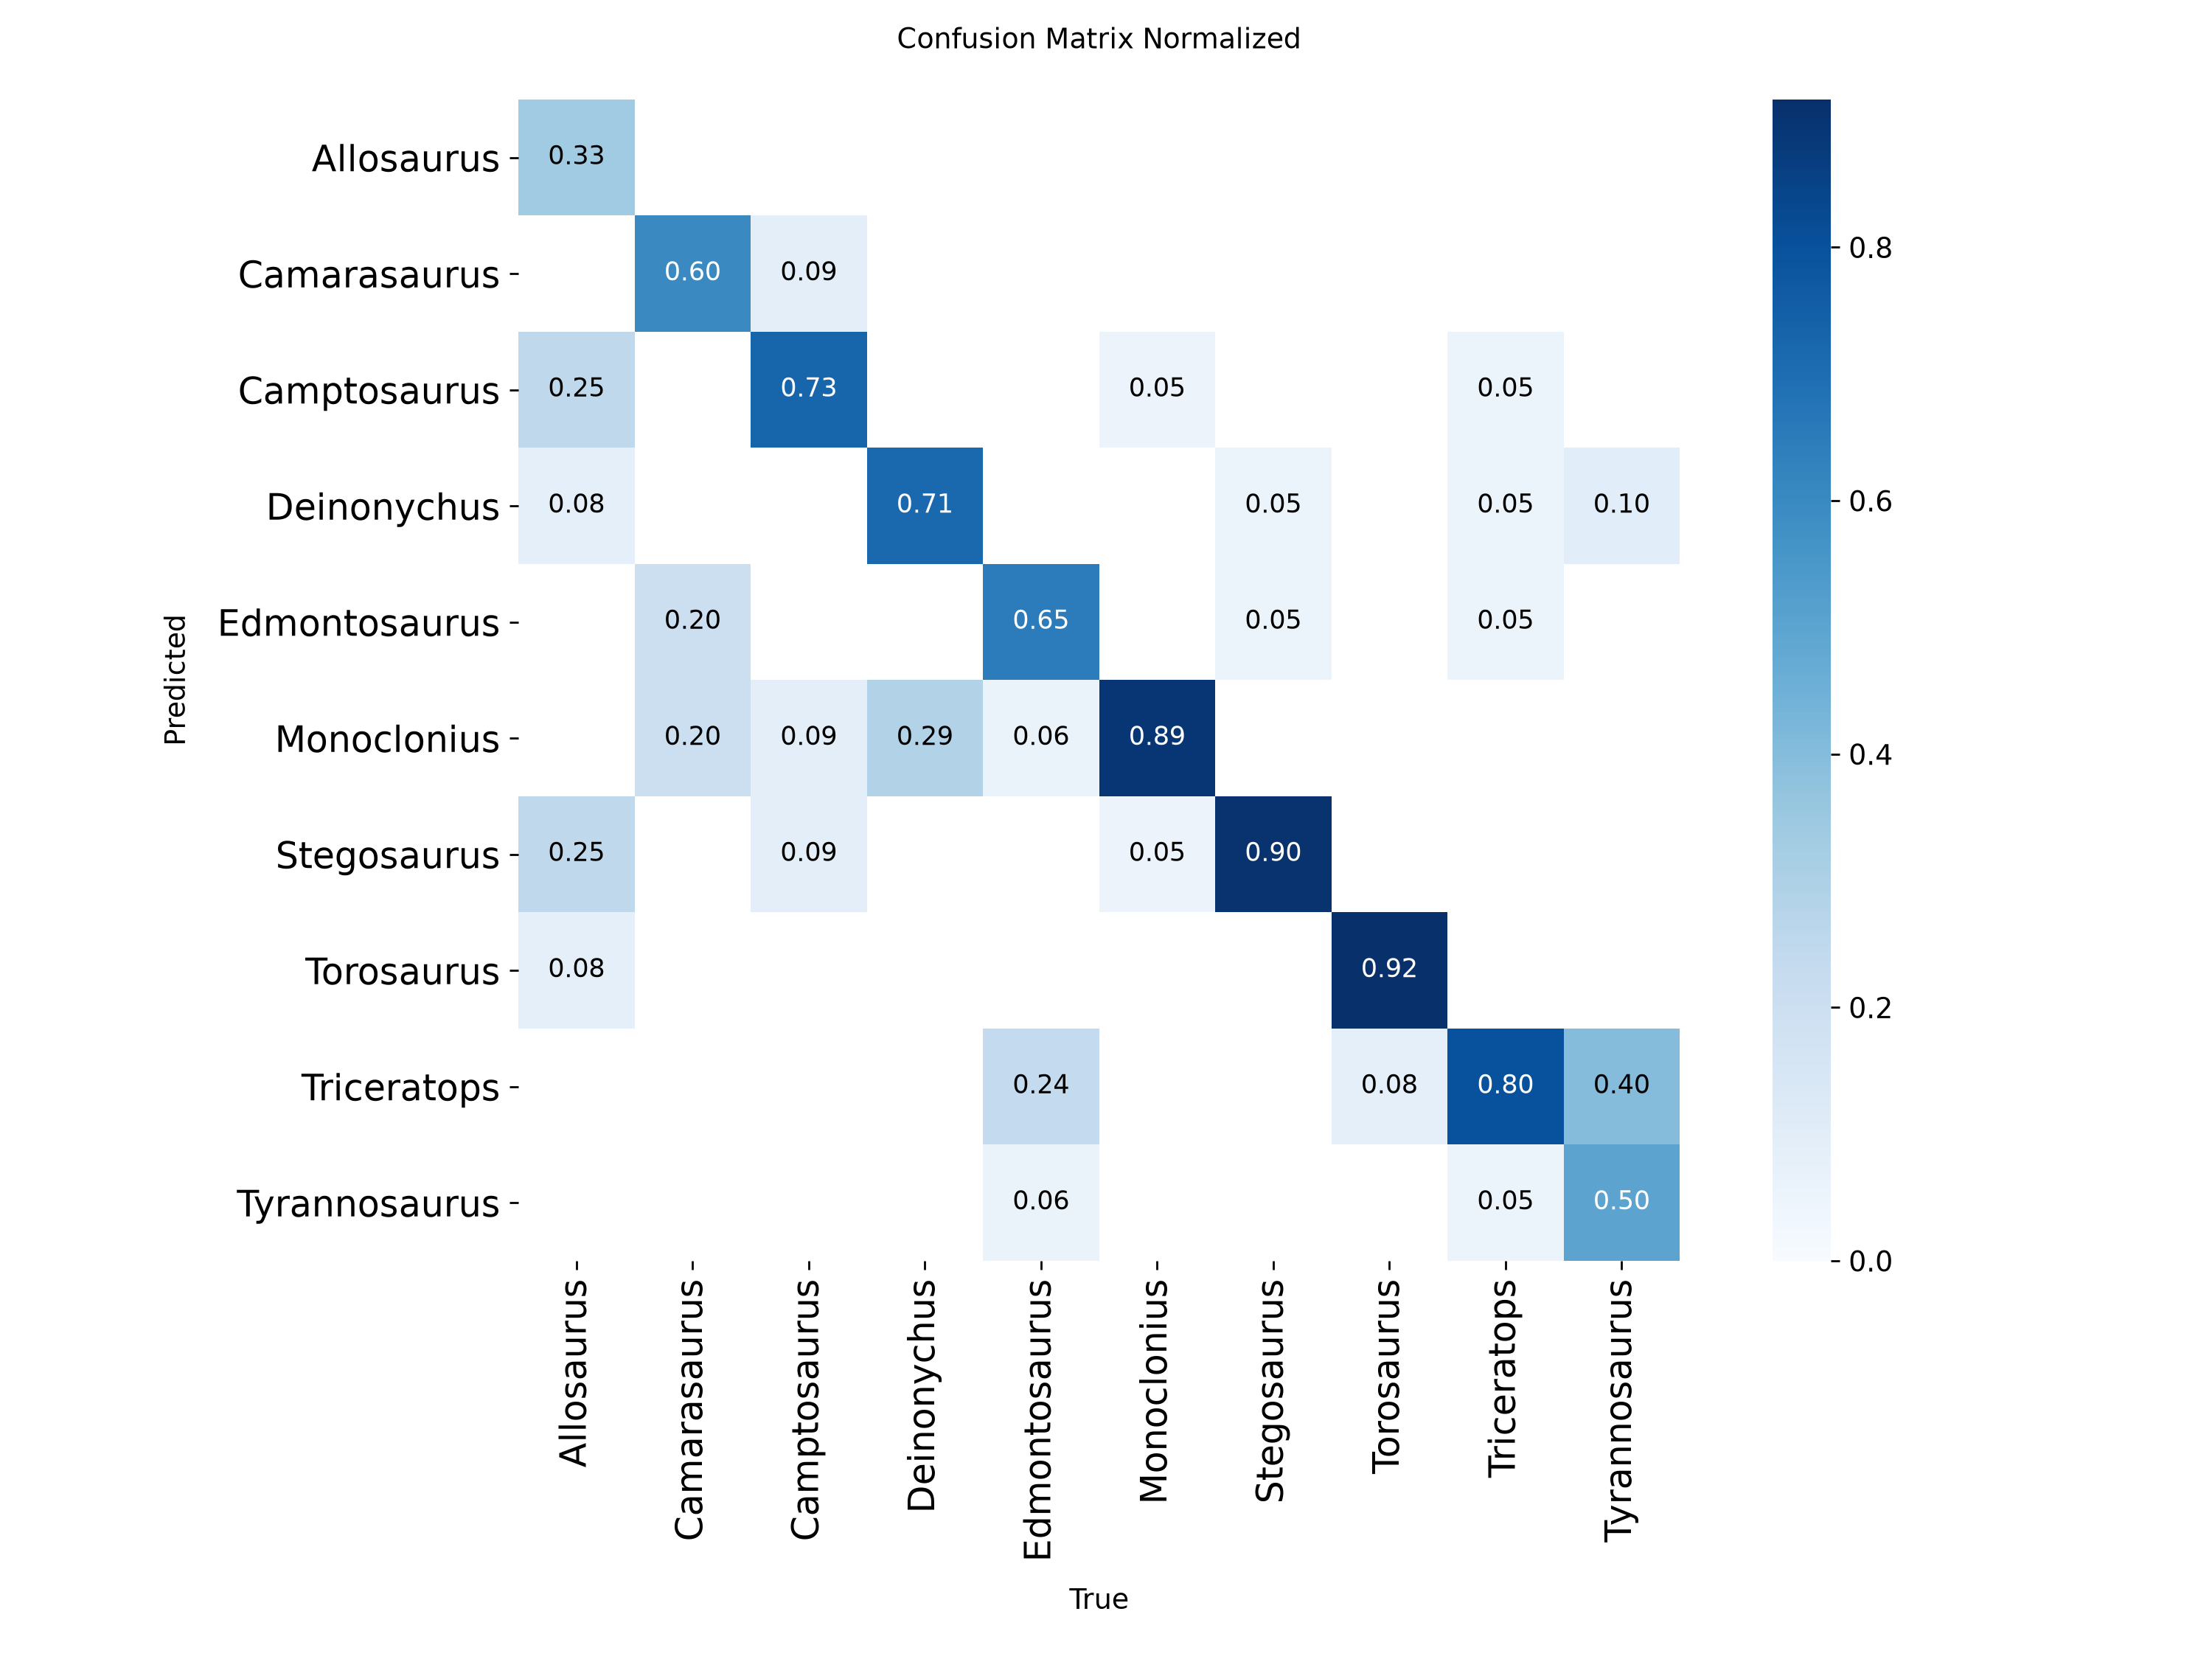 Confusion Matrix Normalized
Allosaurus 0.33
Camarasaurus 0.60 0.09
Camptosaurus 0.25 0.73 0.05 0.05
Deinonychus 0.08 0.71 0.05 0.05 0.10
Edmontosaurus 0.20 0.65 0.05 0.05
Monoclonius 0.20 0.09 0.29 0.06 0.89
Stegosaurus 0.25 0.09 0.05 0.90
Torosaurus 0.08 0.92
Triceratops 0.24 0.08 0.80 0.40
Tyrannosaurus 0.06 0.05 0.50
Predicted
Allosaurus
Camarasaurus
Camptosaurus
Deinonychus
Edmontosaurus
Monoclonius
Stegosaurus
Torosaurus
Triceratops
Tyrannosaurus
True
0.8
0.6
0.4
0.2
0.0